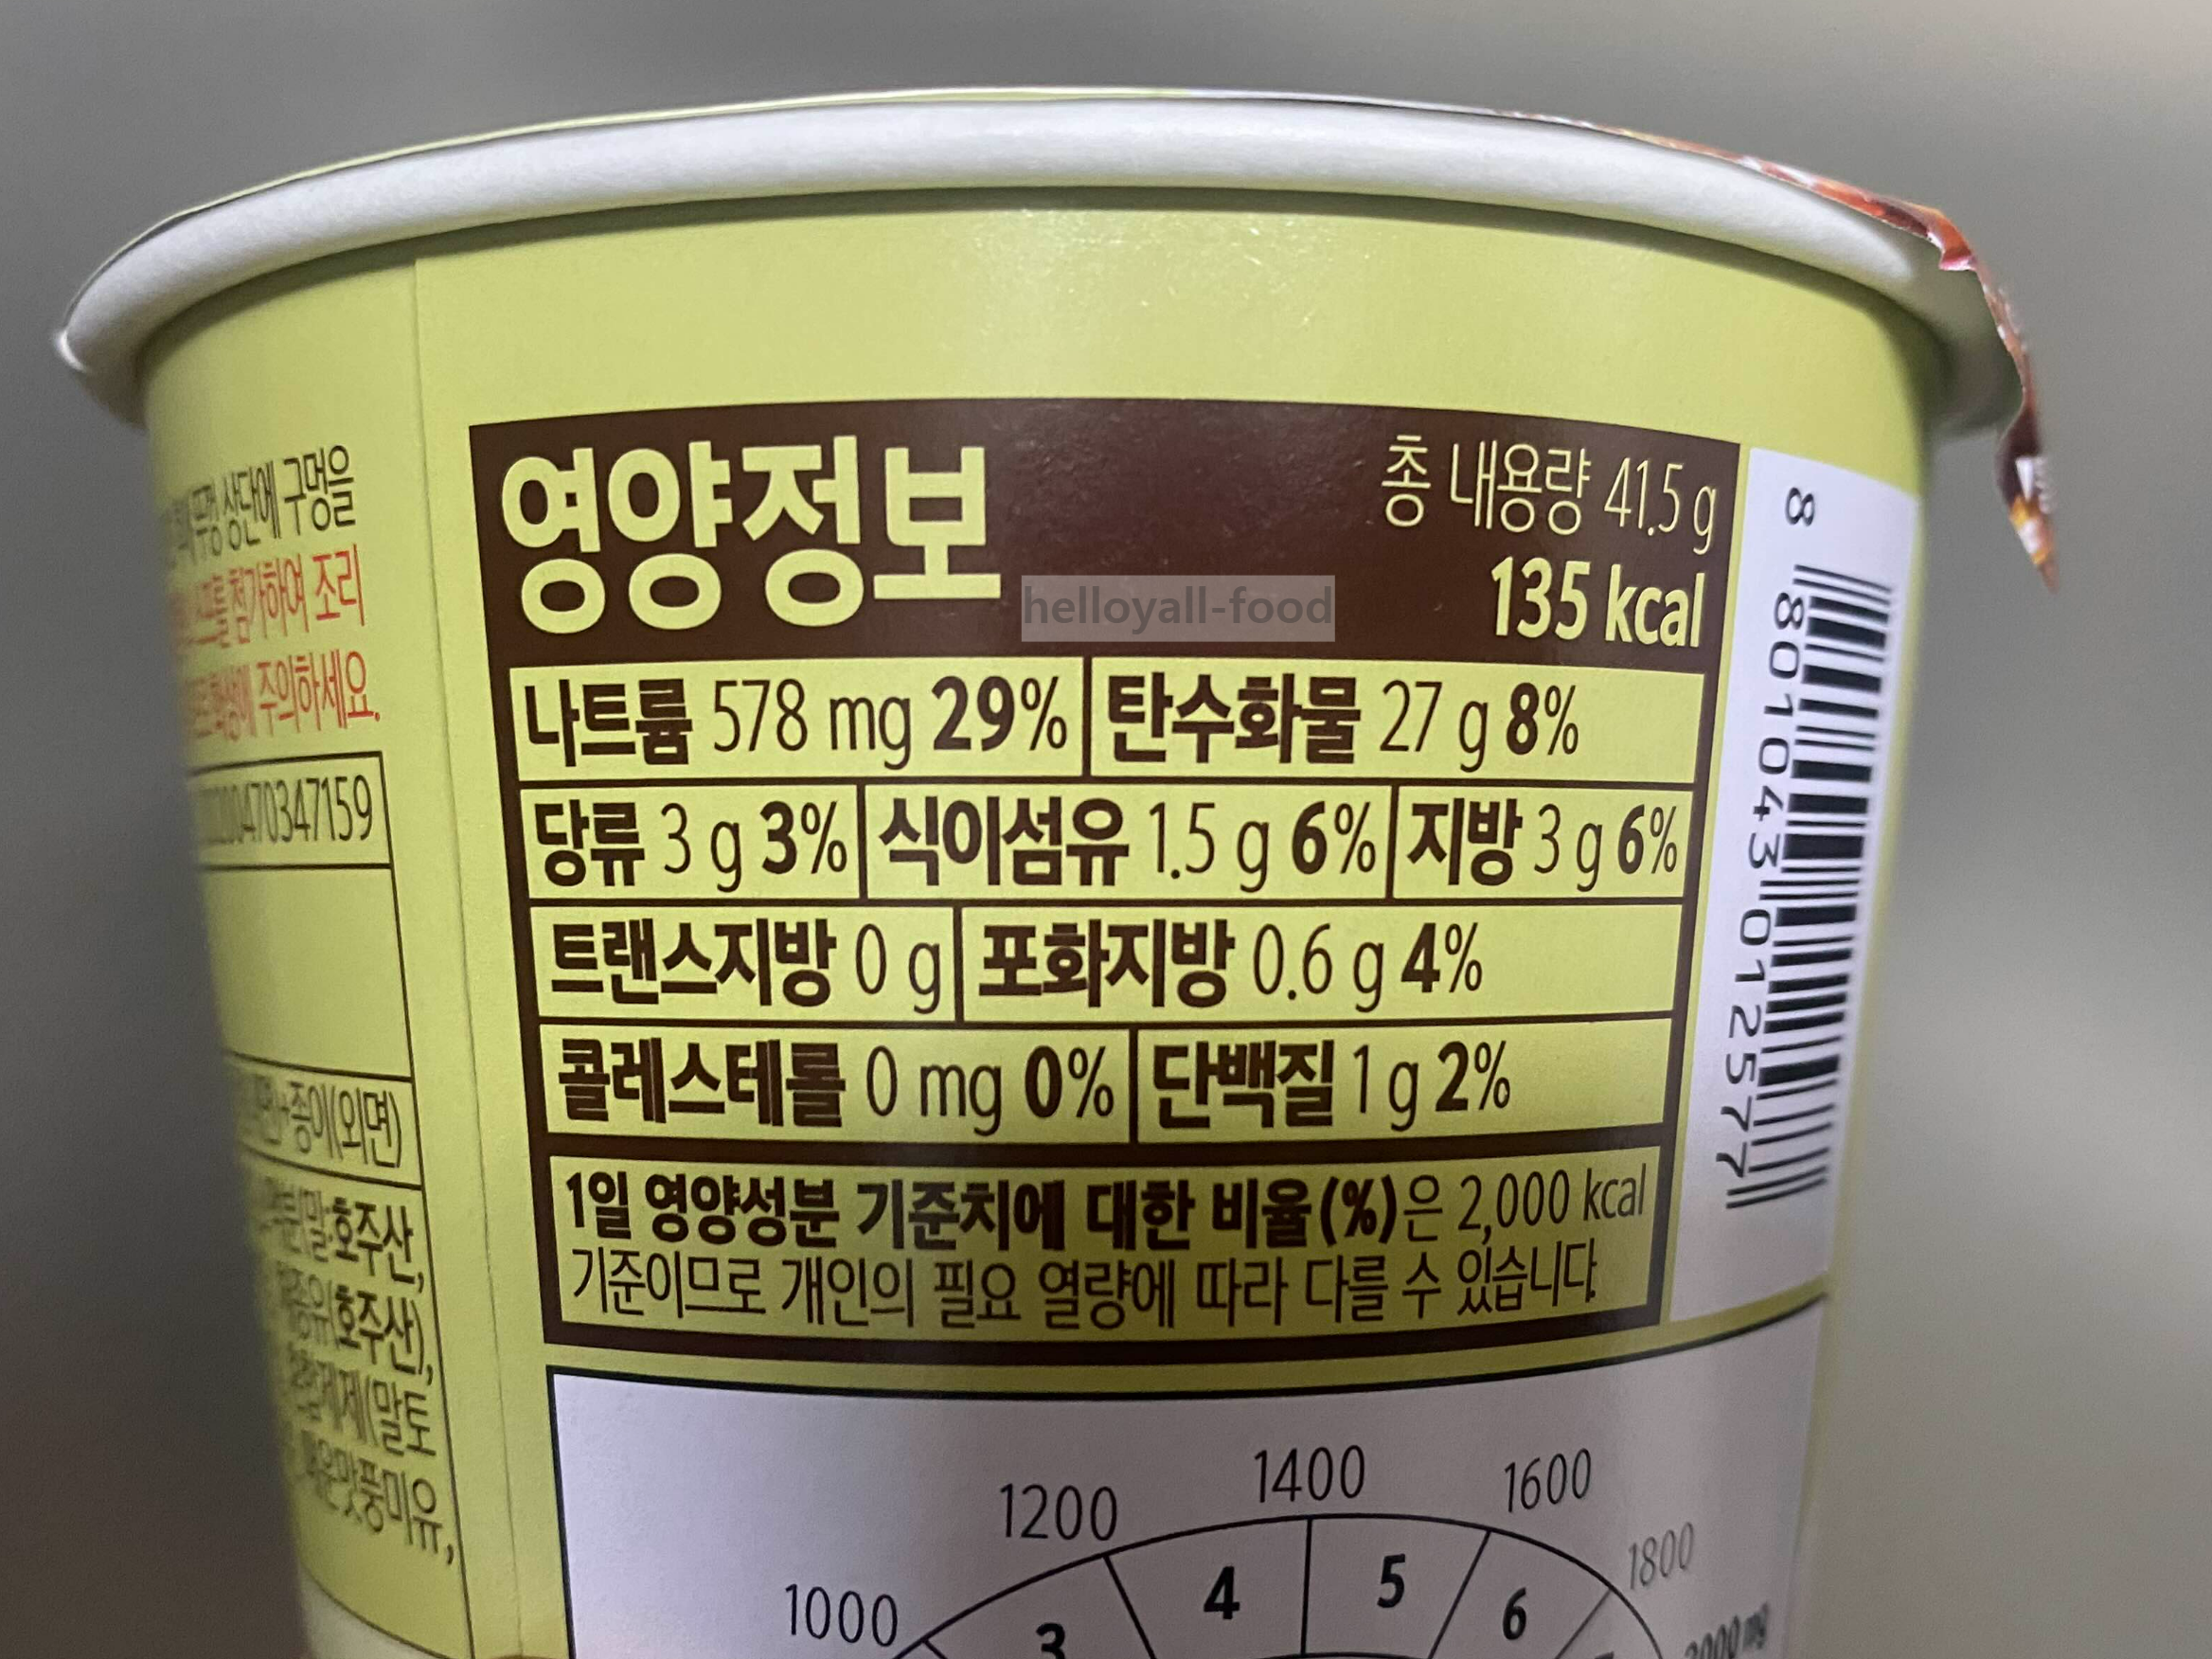 상단에 구멍을
첨가하여 조리
주의하세요.
0470347159
종이(외면)
호주산,
호주산),
제(말토
맛풍미유,
영양정보
총 내용량 41.5 g
135 kcal
helloyall-food
나트륨 578 mg 29% 탄수화물 27 g 8%
당류 3 g 3% 식이섬유 1.5 g 6% 지방 3 g 6%
트랜스지방 0 g 포화지방 0.6 g 4%
콜레스테롤 0 mg 0% 단백질 1 g 2%
1일 영양성분 기준치에 대한 비율(%)은 2,000 kcal
기준이므로 개인의 필요 열량에 따라 다를 수 있습니다.
8 801043 012577
1000 1200 1400 1600 1800
3 4 5 6